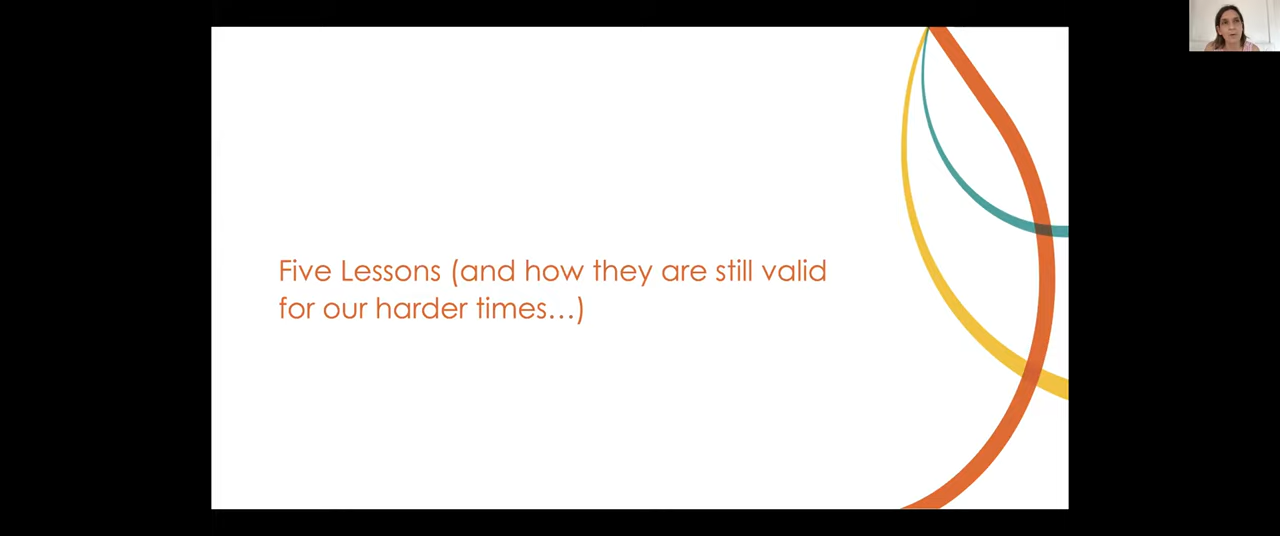 Five Lessons (and how they are still valid
for our harder times…)